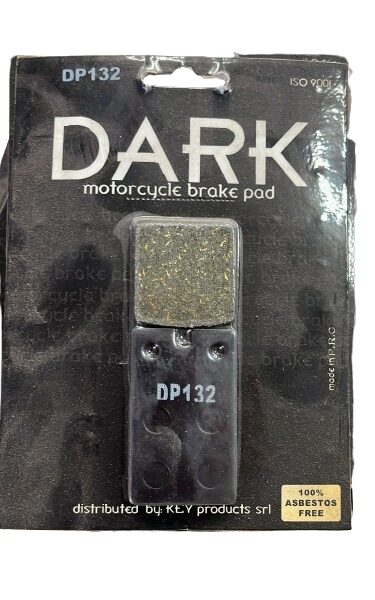 DP132
ISO 9001
DARK
motorcycle brake pad
made in P.R.C
DP132
100%
ASBESTOS
FREE
distributed by: KEY products srl